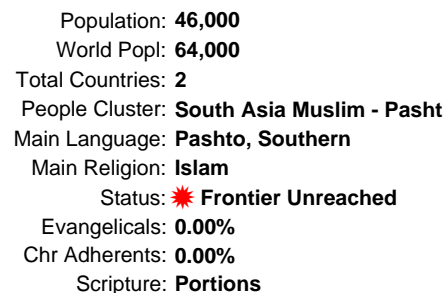 Population: 46,000
World Popl: 64,000
Total Countries: 2
People Cluster: South Asia Muslim - Pasht
Main Language: Pashto, Southern
Main Religion: Islam
Status: Frontier Unreached
Evangelicals: 0.00%
Chr Adherents: 0.00%
Scripture: Portions